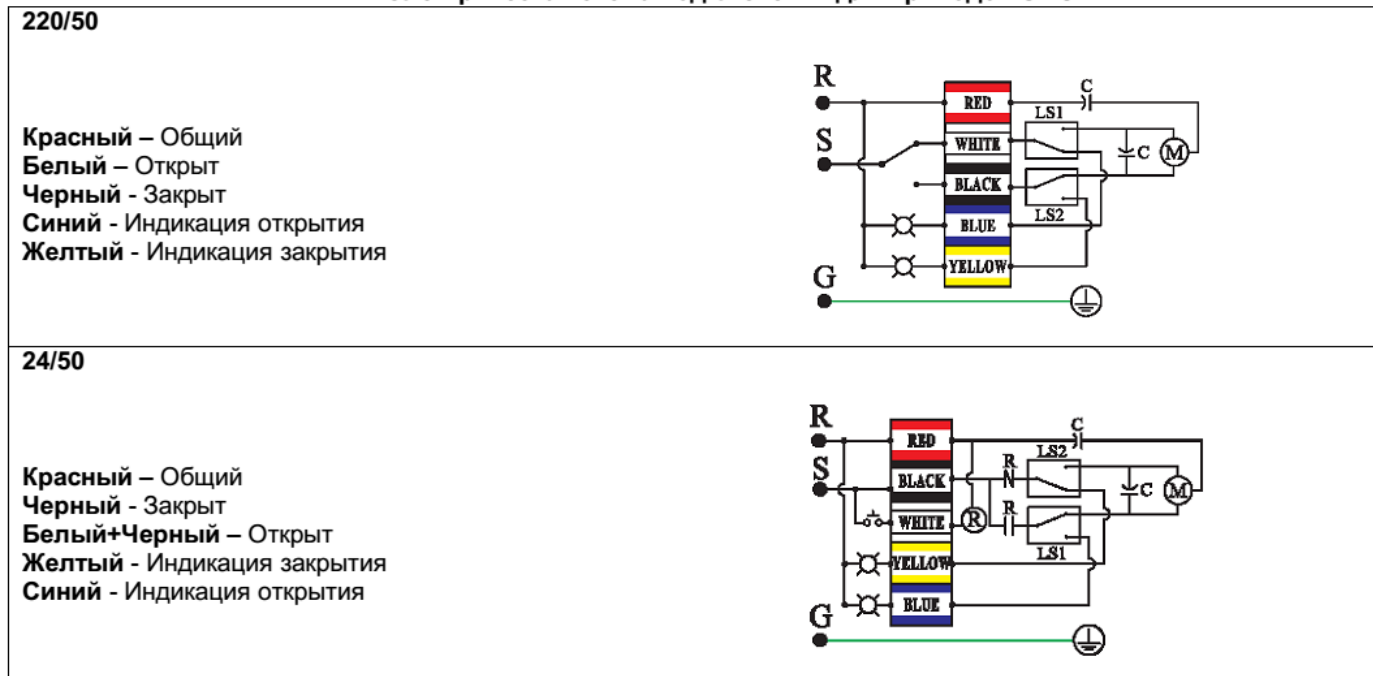 220/50
Красный – Общий
Белый – Открыт
Черный - Закрыт
Синий - Индикация открытия
Желтый - Индикация закрытия
R
S
G
RED
WHITE
BLACK
BLUE
YELLOW
C
LS1
C
M
LS2
24/50
Красный – Общий
Черный - Закрыт
Белый+Черный – Открыт
Желтый - Индикация закрытия
Синий - Индикация открытия
R
S
G
RED
BLACK
WHITE
YELLOW
BLUE
R
R
R
C
LS2
C
M
LS1